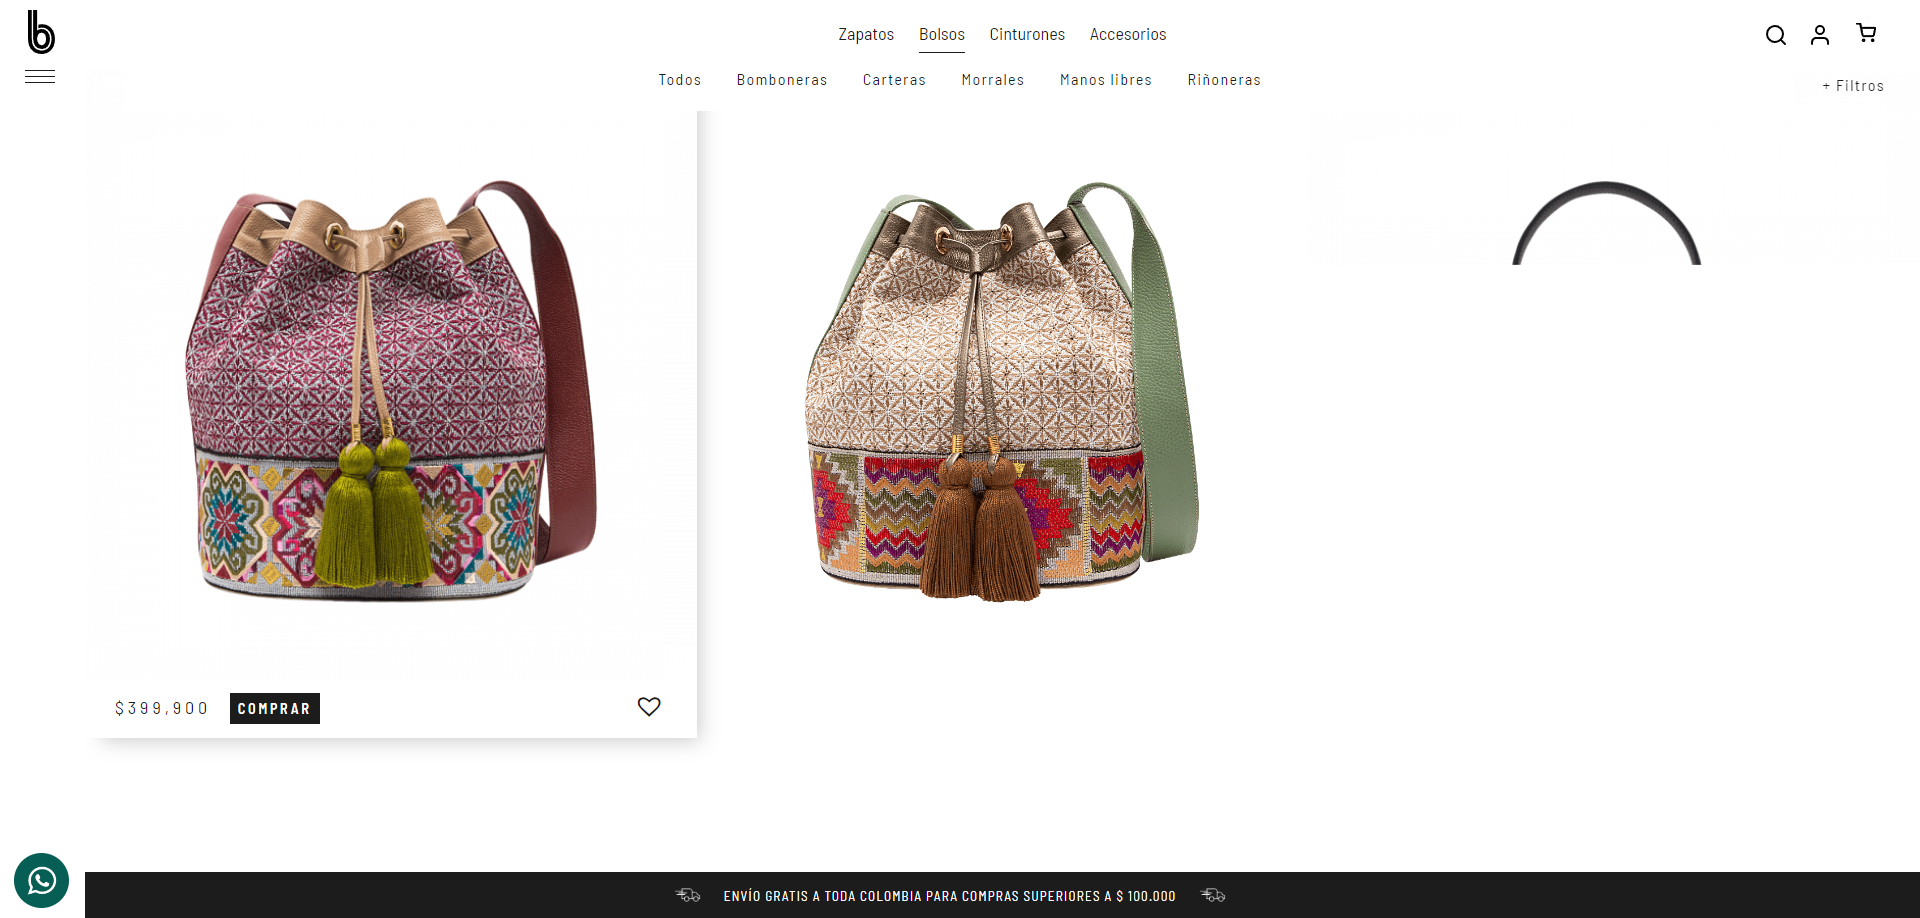 b
Zapatos Bolsos Cinturones Accesorios
Todos Bomboneras Carteras Morrales Manos libres Riñoneras
+ Filtros
$399,900 COMPRAR
ENVÍO GRATIS A TODA COLOMBIA PARA COMPRAS SUPERIORES A $ 100.000